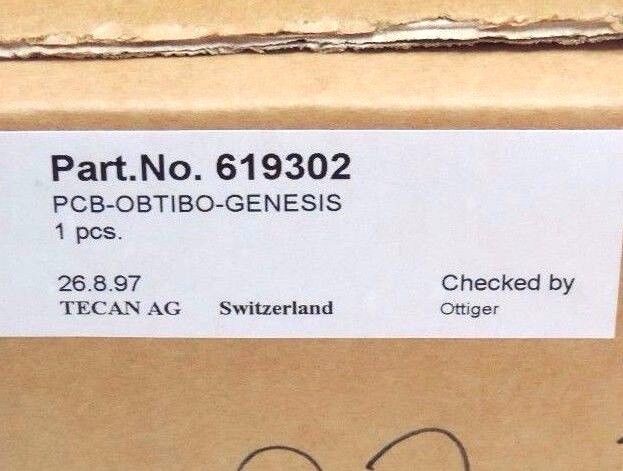 Part.No. 619302
PCB-OBTIBO-GENESIS
1 pcs.
26.8.97 Checked by
TECAN AG Switzerland Ottiger